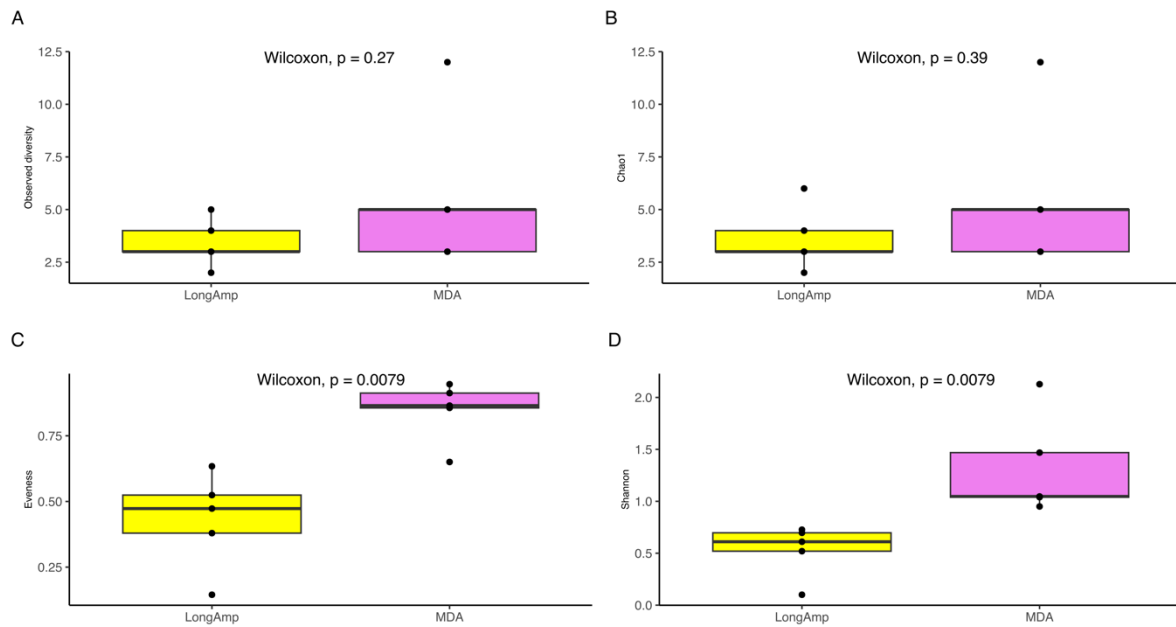 A
Wilcoxon, p = 0.27
12.5
10.0
7.5
5.0
2.5
Observed diversity
LongAmp MDA
B
Wilcoxon, p = 0.39
12.5
10.0
7.5
5.0
2.5
Chao1
LongAmp MDA
C
Wilcoxon, p = 0.0079
0.75
0.50
0.25
Eveness
LongAmp MDA
D
Wilcoxon, p = 0.0079
2.0
1.5
1.0
0.5
0.0
Shannon
LongAmp MDA